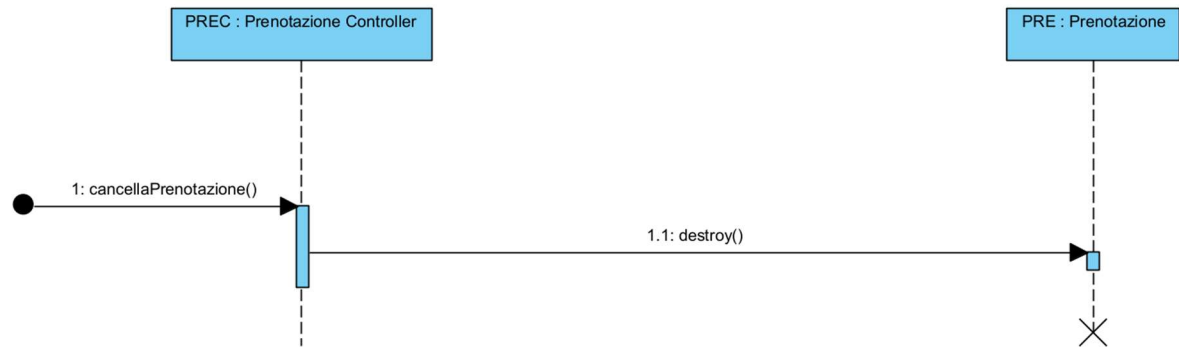 PREC : Prenotazione Controller
PRE : Prenotazione
1: cancellaPrenotazione()
1.1: destroy()